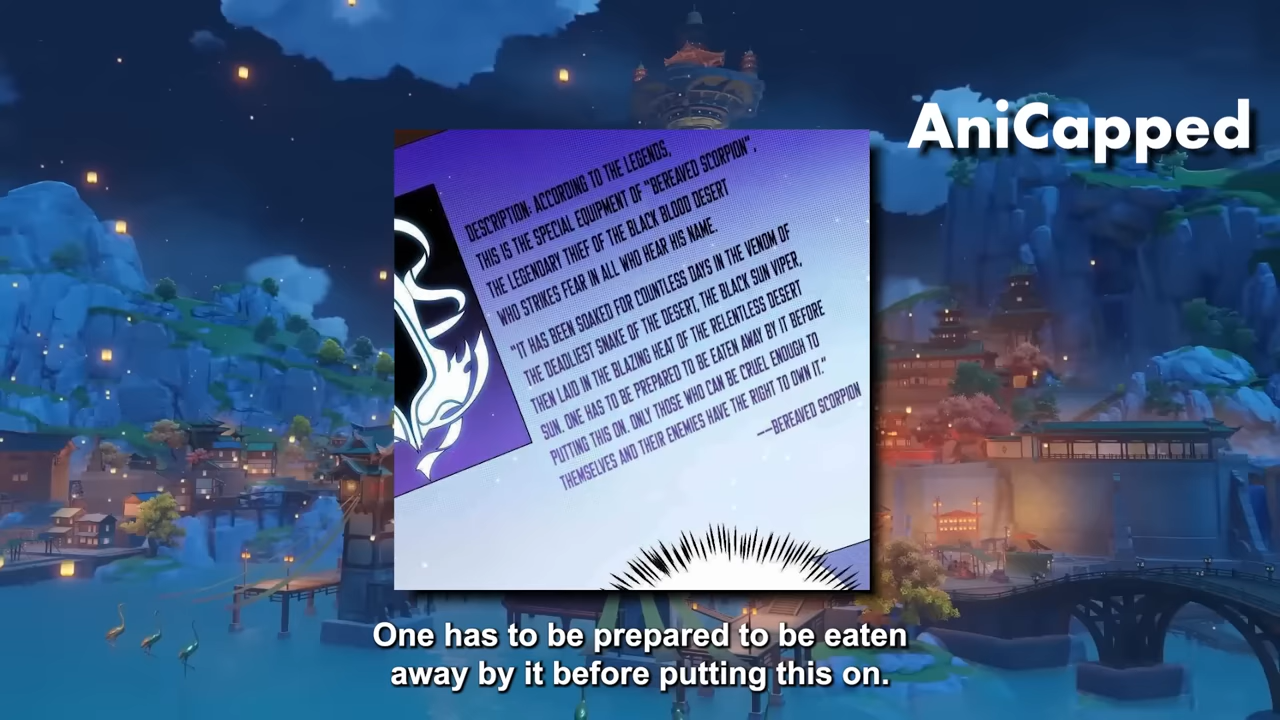 AniCapped
DESCRIPTION: ACCORDING TO THE LEGENDS,
THIS IS THE SPECIAL EQUIPMENT OF "BEREAVED SCORPION",
THE LEGENDARY THIEF OF THE BLACK BLOOD DESERT
WHO STRIKES FEAR IN ALL WHO HEAR HIS NAME.
"IT HAS BEEN SOAKED FOR COUNTLESS DAYS IN THE VENOM OF
THE DEADLIEST SNAKE OF THE DESERT, THE BLACK SUN VIPER,
THEN LAID IN THE BLAZING HEAT OF THE RELENTLESS DESERT
SUN. ONE HAS TO BE PREPARED TO BE EATEN AWAY BY IT BEFORE
PUTTING THIS ON. ONLY THOSE WHO CAN BE CRUEL ENOUGH TO
THEMSELVES AND THEIR ENEMIES HAVE THE RIGHT TO OWN IT."
---BEREAVED SCORPION
One has to be prepared to be eaten
away by it before putting this on.